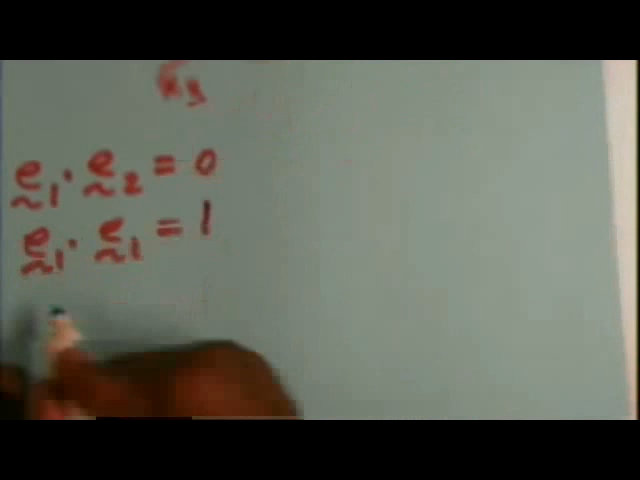 e₁ · e₂ = 0
e₁ · e₁ = 1